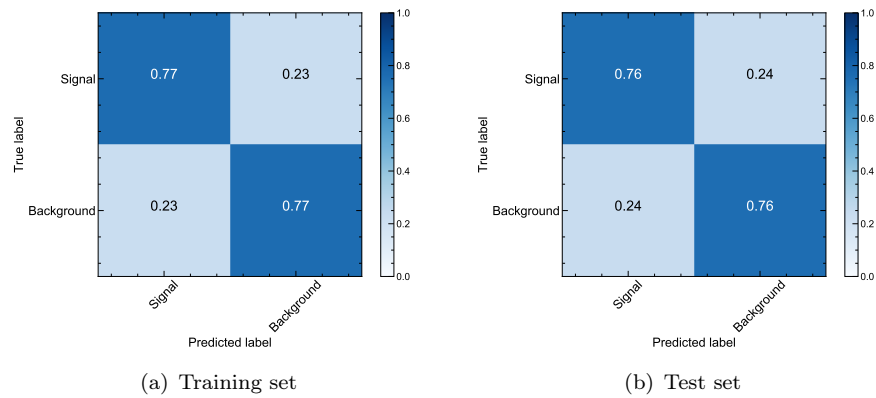 1.0
0.8
0.6
0.4
0.2
0.0
Signal
Background
True label
0.77
0.23
0.23
0.77
Signal
Background
Predicted label
(a) Training set
1.0
0.8
0.6
0.4
0.2
0.0
Signal
Background
True label
0.76
0.24
0.24
0.76
Signal
Background
Predicted label
(b) Test set